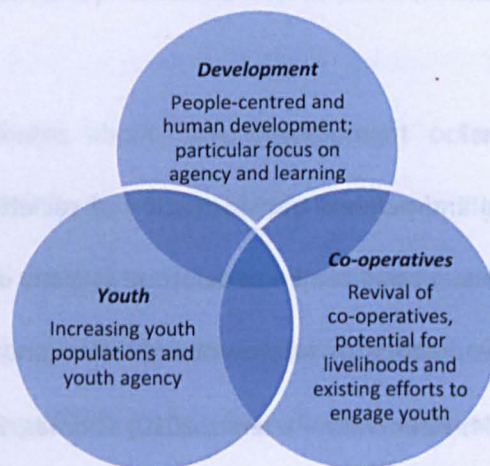 Development
People-centred and
human development;
particular focus on
agency and learning
Youth
Increasing youth
populations and
youth agency
Co-operatives
Revival of
co-operatives,
potential for
livelihoods and
existing efforts to
engage youth